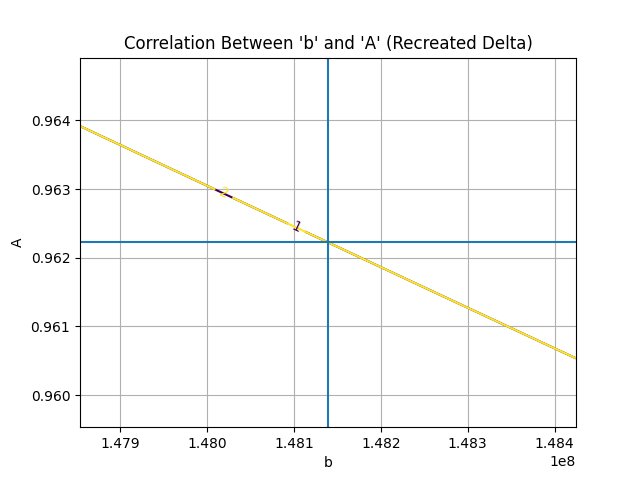 Correlation Between 'b' and 'A' (Recreated Delta)
0.964
0.963
0.962
0.961
0.960
A
2
1
1.479 1.480 1.481 1.482 1.483 1.484
1e8
b